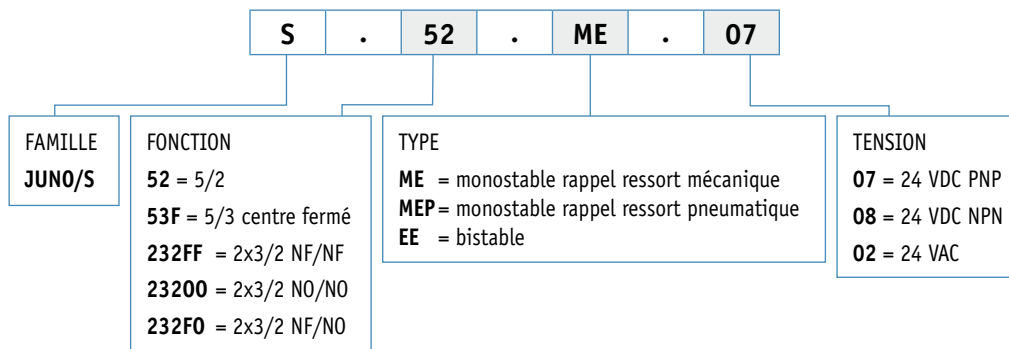 S . 52 . ME . 07
FAMILLE
JUNO/S
FONCTION
52 = 5/2
53F = 5/3 centre fermé
232FF = 2x3/2 NF/NF
232OO = 2x3/2 NO/NO
232FO = 2x3/2 NF/NO
TYPE
ME = monostable rappel ressort mécanique
MEP = monostable rappel ressort pneumatique
EE = bistable
TENSION
07 = 24 VDC PNP
08 = 24 VDC NPN
02 = 24 VAC